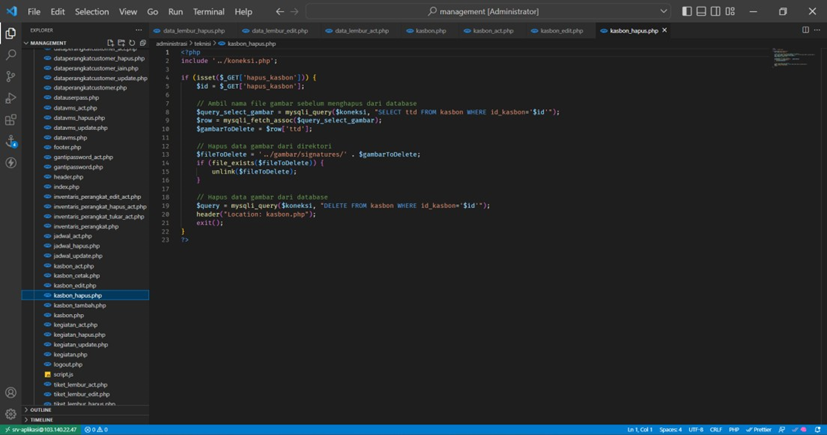 File Edit Selection View Go Run Terminal Help
management [Administrator]
EXPLORER
MANAGEMENT
dataperangkatcustomer_act.php
dataperangkatcustomer_hapus.php
dataperangkatcustomer_isin.php
dataperangkatcustomer_update.php
dataperangkatcustomer.php
datauserpass.php
datavms_act.php
datavms_hapus.php
datavms_update.php
datavms.php
footer.php
gantipassword_act.php
gantipassword.php
header.php
index.php
inventaris_perangkat_edit_act.php
inventaris_perangkat_hapus_act.php
inventaris_perangkat_tukar_act.php
inventaris_perangkat.php
jadwal_act.php
jadwal_hapus.php
jadwal_update.php
kasbon_act.php
kasbon_cetak.php
kasbon_edit.php
kasbon_hapus.php
kasbon_tambah.php
kasbon.php
kegiatan_act.php
kegiatan_hapus.php
kegiatan_update.php
kegiatan.php
logout.php
script.js
tiket_lembur_act.php
tiket_lembur_edit.php
tiket_lembur_hapus.php
OUTLINE
TIMELINE
data_lembur_hapus.php data_lembur_edit.php data_lembur_act.php kasbon.php kasbon_act.php kasbon_edit.php kasbon_hapus.php
administrasi > teknisi > kasbon_hapus.php
1 <?php
2 include '../koneksi.php';
3
4 if (isset($_GET['hapus_kasbon'])) {
5 $id = $_GET['hapus_kasbon'];
6
7 // Ambil nama file gambar sebelum menghapus dari database
8 $query_select_gambar = mysqli_query($koneksi, "SELECT ttd FROM kasbon WHERE id_kasbon='$id'");
9 $row = mysqli_fetch_assoc($query_select_gambar);
10 $gambarToDelete = $row['ttd'];
11
12 // Hapus data gambar dari direktori
13 $fileToDelete = '../gambar/signatures/' . $gambarToDelete;
14 if (file_exists($fileToDelete)) {
15 unlink($fileToDelete);
16 }
17
18 // Hapus data gambar dari database
19 $query = mysqli_query($koneksi, "DELETE FROM kasbon WHERE id_kasbon='$id'");
20 header("Location: kasbon.php");
21 exit();
22 }
23 ?>
srv-aplikasi@103.140.22.47 0 0 Ln 1, Col 1 Spaces: 4 UTF-8 CRLF PHP Prettier